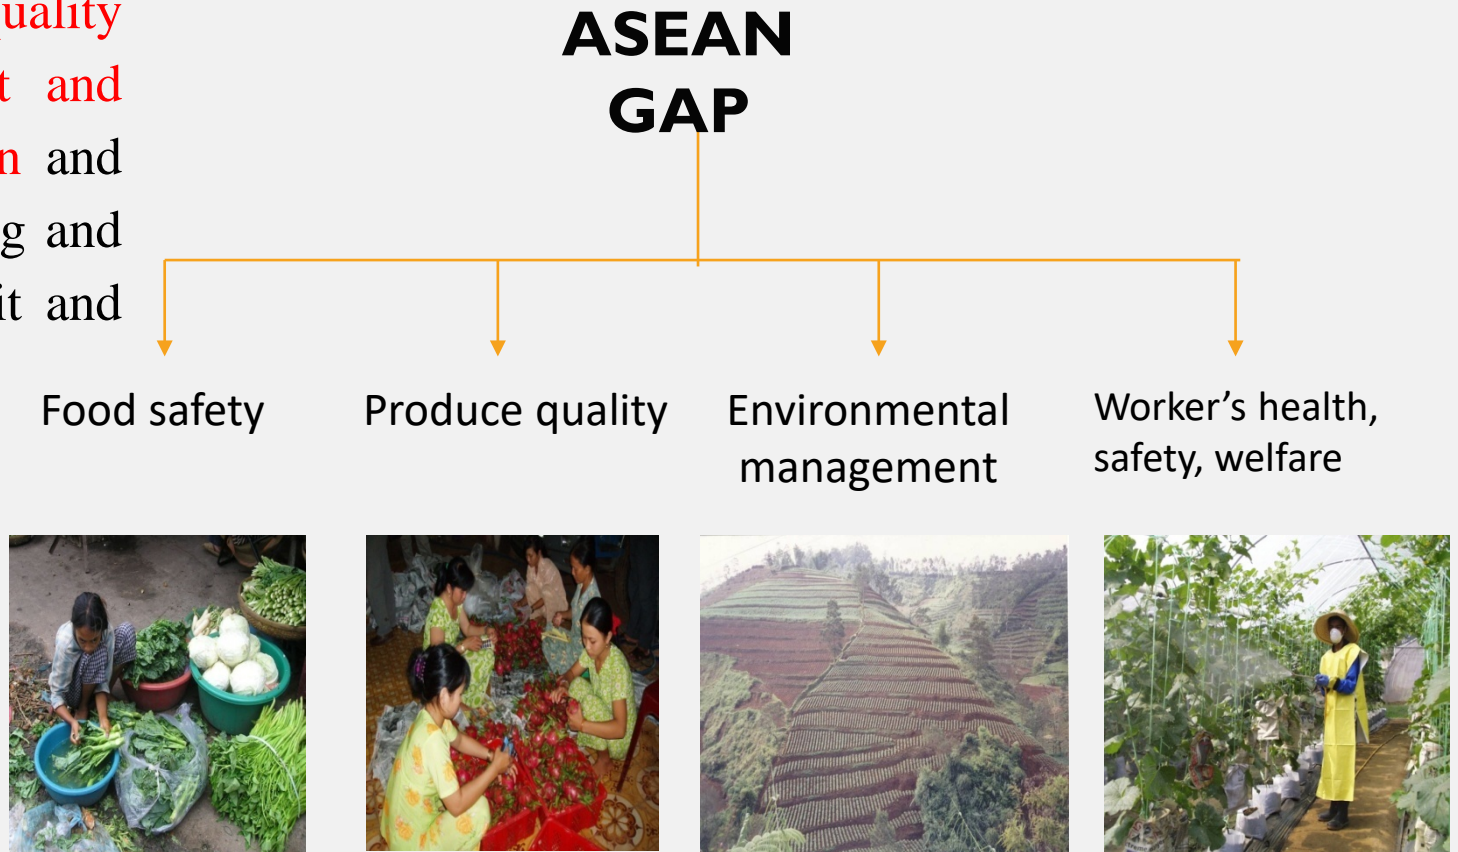 and
and
g and
and
ASEAN
GAP
Food safety
Produce quality
Environmental
management
Worker’s health,
safety, welfare